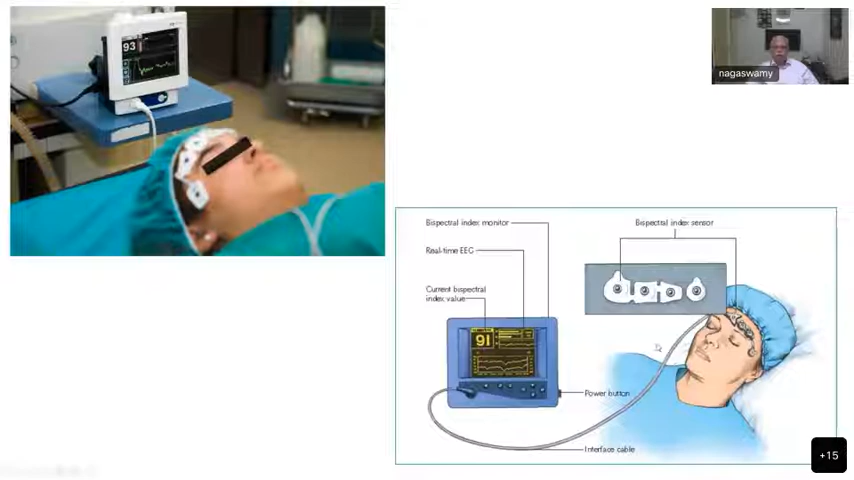 93
nagaswamy
Bispectral index monitor
Bispectral index sensor
Real-time EEG
Current bispectral
index value
91
Power button
Interface cable
+15